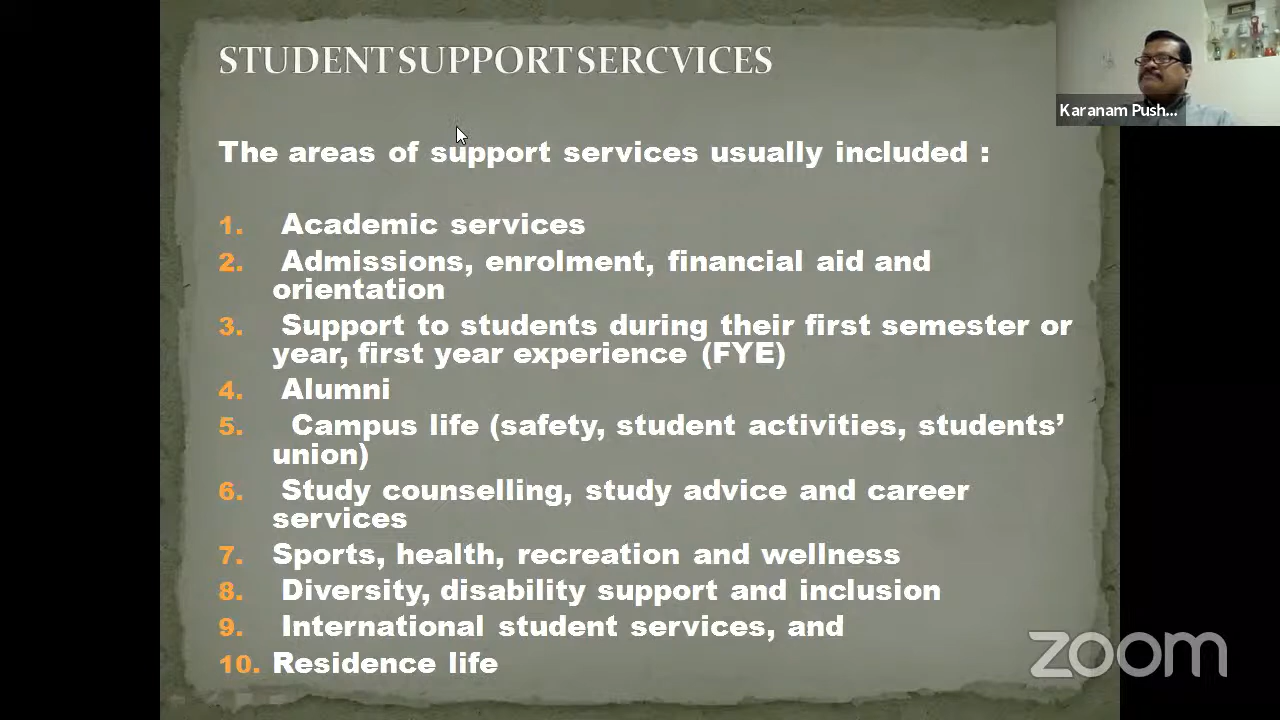 STUDENT SUPPORT SERCVICES
Karanam Push...
The areas of support services usually included :
1. Academic services
2. Admissions, enrolment, financial aid and
orientation
3. Support to students during their first semester or
year, first year experience (FYE)
4. Alumni
5. Campus life (safety, student activities, students’
union)
6. Study counselling, study advice and career
services
7. Sports, health, recreation and wellness
8. Diversity, disability support and inclusion
9. International student services, and
10. Residence life
zoom